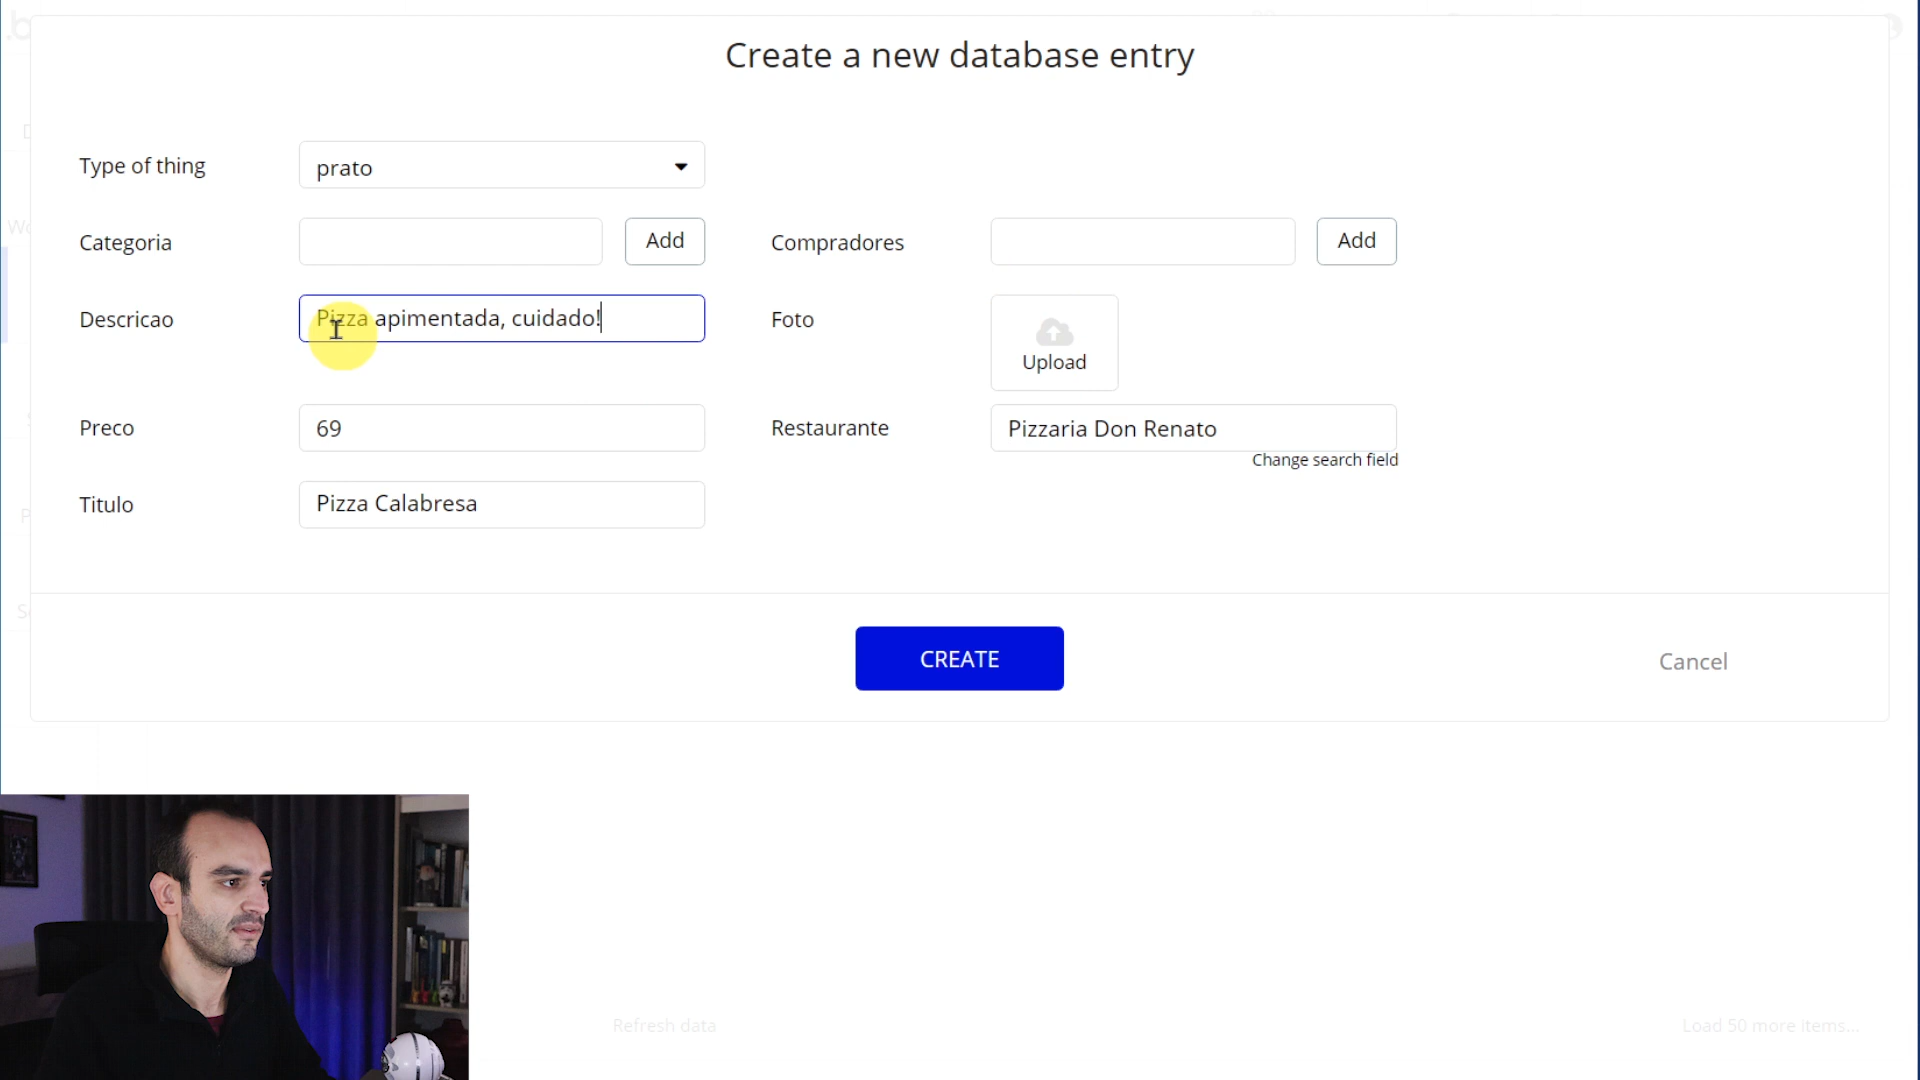 Create a new database entry
Type of thing
prato
Categoria
Add
Compradores
Add
Descricao
Pizza apimentada, cuidado!
Foto
Upload
Preco
69
Restaurante
Pizzaria Don Renato
Change search field
Titulo
Pizza Calabresa
CREATE
Cancel
Refresh data
Load 50 more items...